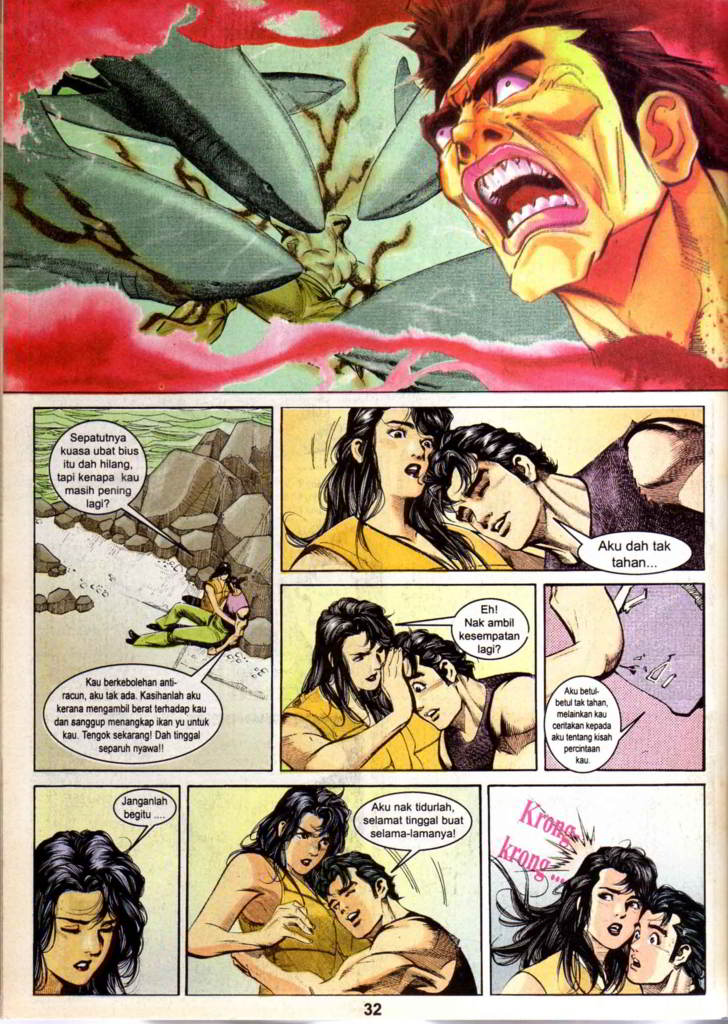 Sepatutnya
kuasa ubat bius
itu dah hilang,
tapi kenapa kau
masih pening
lagi?
Kau berkebolehan anti-
racun, aku tak ada. Kasihanlah aku
kerana mengambil berat terhadap kau
dan sanggup menangkap ikan yu untuk
kau. Tengok sekarang! Dah tinggal
separuh nyawa!!
Aku dah tak
tahan...
Eh!
Nak ambil
kesempatan
lagi?
Aku betul-
betul tak tahan,
melainkan kau
ceritakan kepada
aku tentang kisah
percintaan
kau.
Janganlah
begitu ....
Aku nak tidurlah,
selamat tinggal buat
selama-lamanya!
Krong
krong...
32